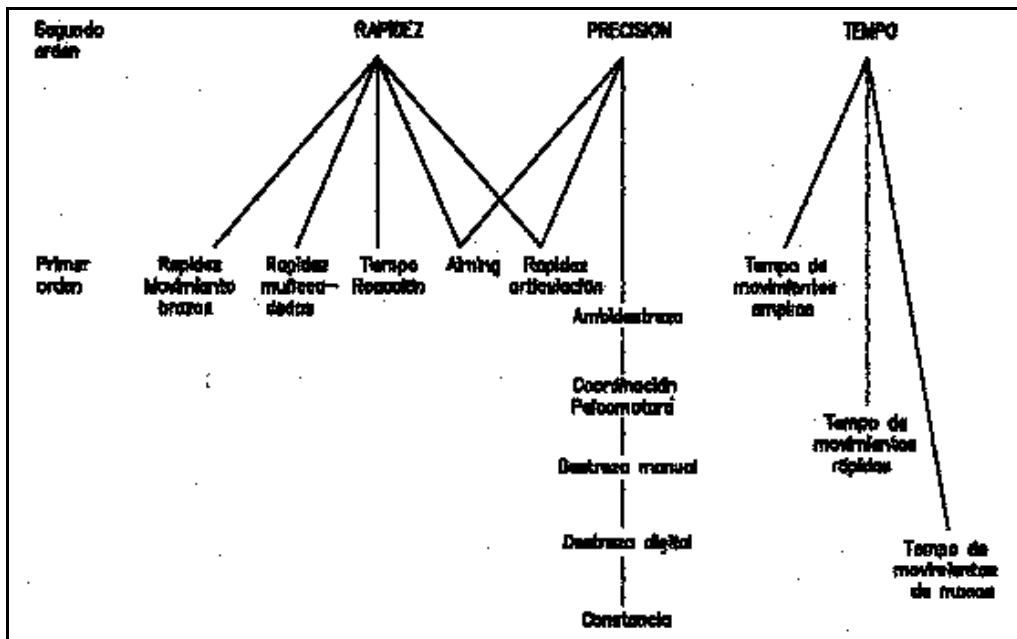 Segundo
orden
RAPIDEZ
PRECISION
TEMPO
Primer
orden
Rapidez
Movimiento
brazos
Rapidez
muñeca-
dedos
Tiempo
Reacción
Aiming
Rapidez
articulación
Tempo de
movimientos
amplios
Ambidestreza
Coordinación
Psicomotora
Tempo de
movimientos
rápidos
Destreza manual
Destreza digital
Tempo de
movimientos
de manos
Constancia